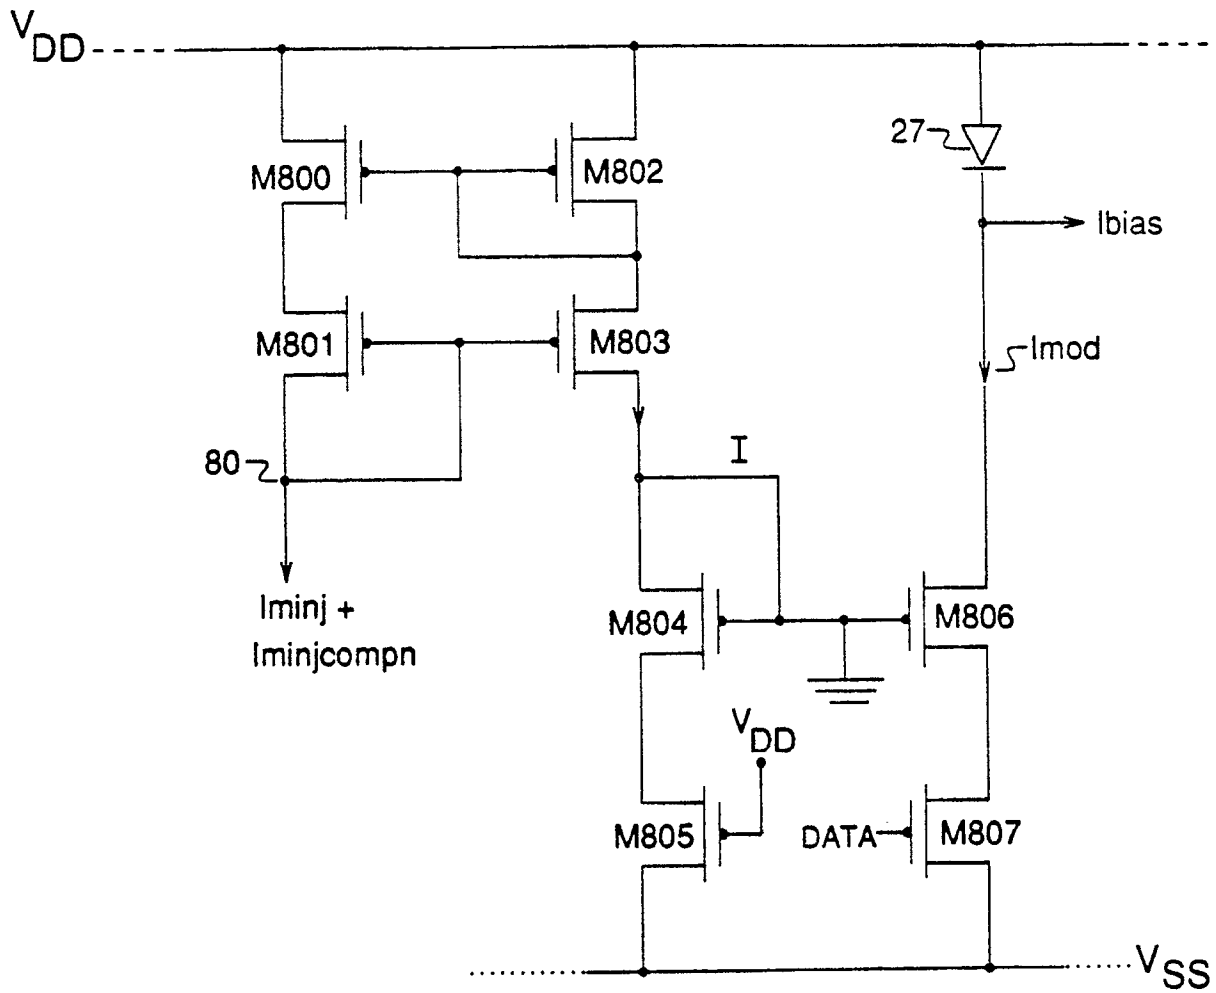 VDD
27
M800
M802
Ibias
M801
M803
Imod
80
I
Iminj +
Iminjcompn
M804
M806
VDD
M805
DATA
M807
VSS